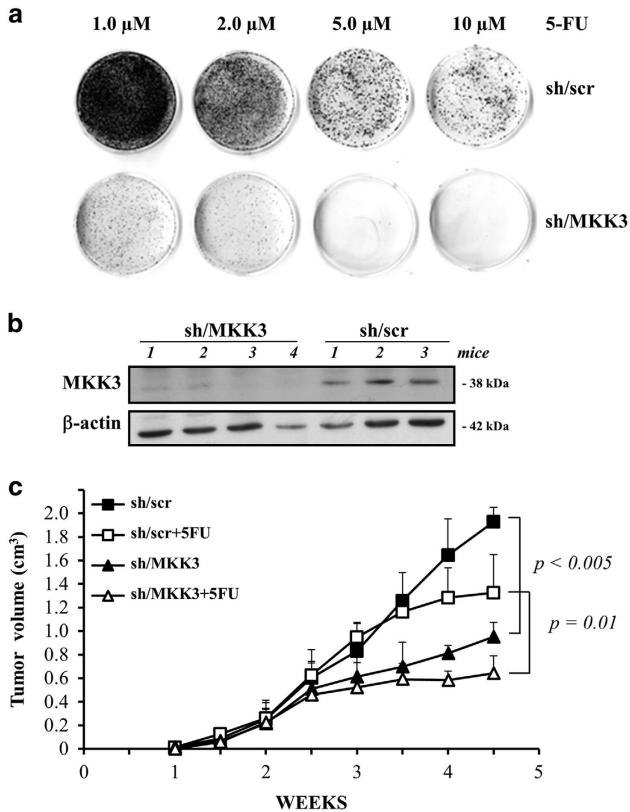 a
1.0 µM 2.0 µM 5.0 µM 10 µM 5-FU
sh/scr
sh/MKK3
b
sh/MKK3 sh/scr
1 2 3 4 1 2 3 mice
MKK3 - 38 kDa
β-actin - 42 kDa
c
sh/scr
sh/scr+5FU
sh/MKK3
sh/MKK3+5FU
Tumor volume (cm³)
2.0
1.8
1.6
1.4
1.2
1.0
0.8
0.6
0.4
0.2
0
p < 0.005
p = 0.01
0 1 2 3 4 5
WEEKS